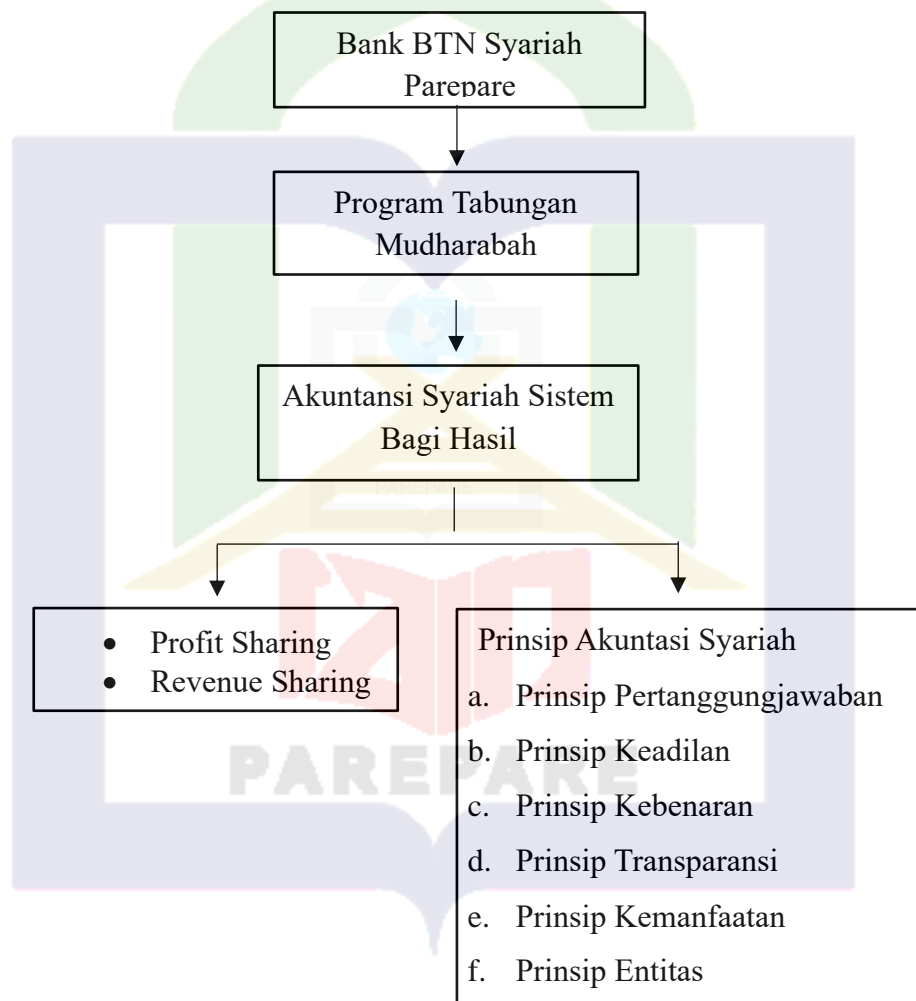 Bank BTN Syariah
Parepare
Program Tabungan
Mudharabah
Akuntansi Syariah Sistem
Bagi Hasil
• Profit Sharing
• Revenue Sharing
Prinsip Akuntasi Syariah
a. Prinsip Pertanggungjawaban
b. Prinsip Keadilan
c. Prinsip Kebenaran
d. Prinsip Transparansi
e. Prinsip Kemanfaatan
f. Prinsip Entitas
PAREPARE
PAREPARE